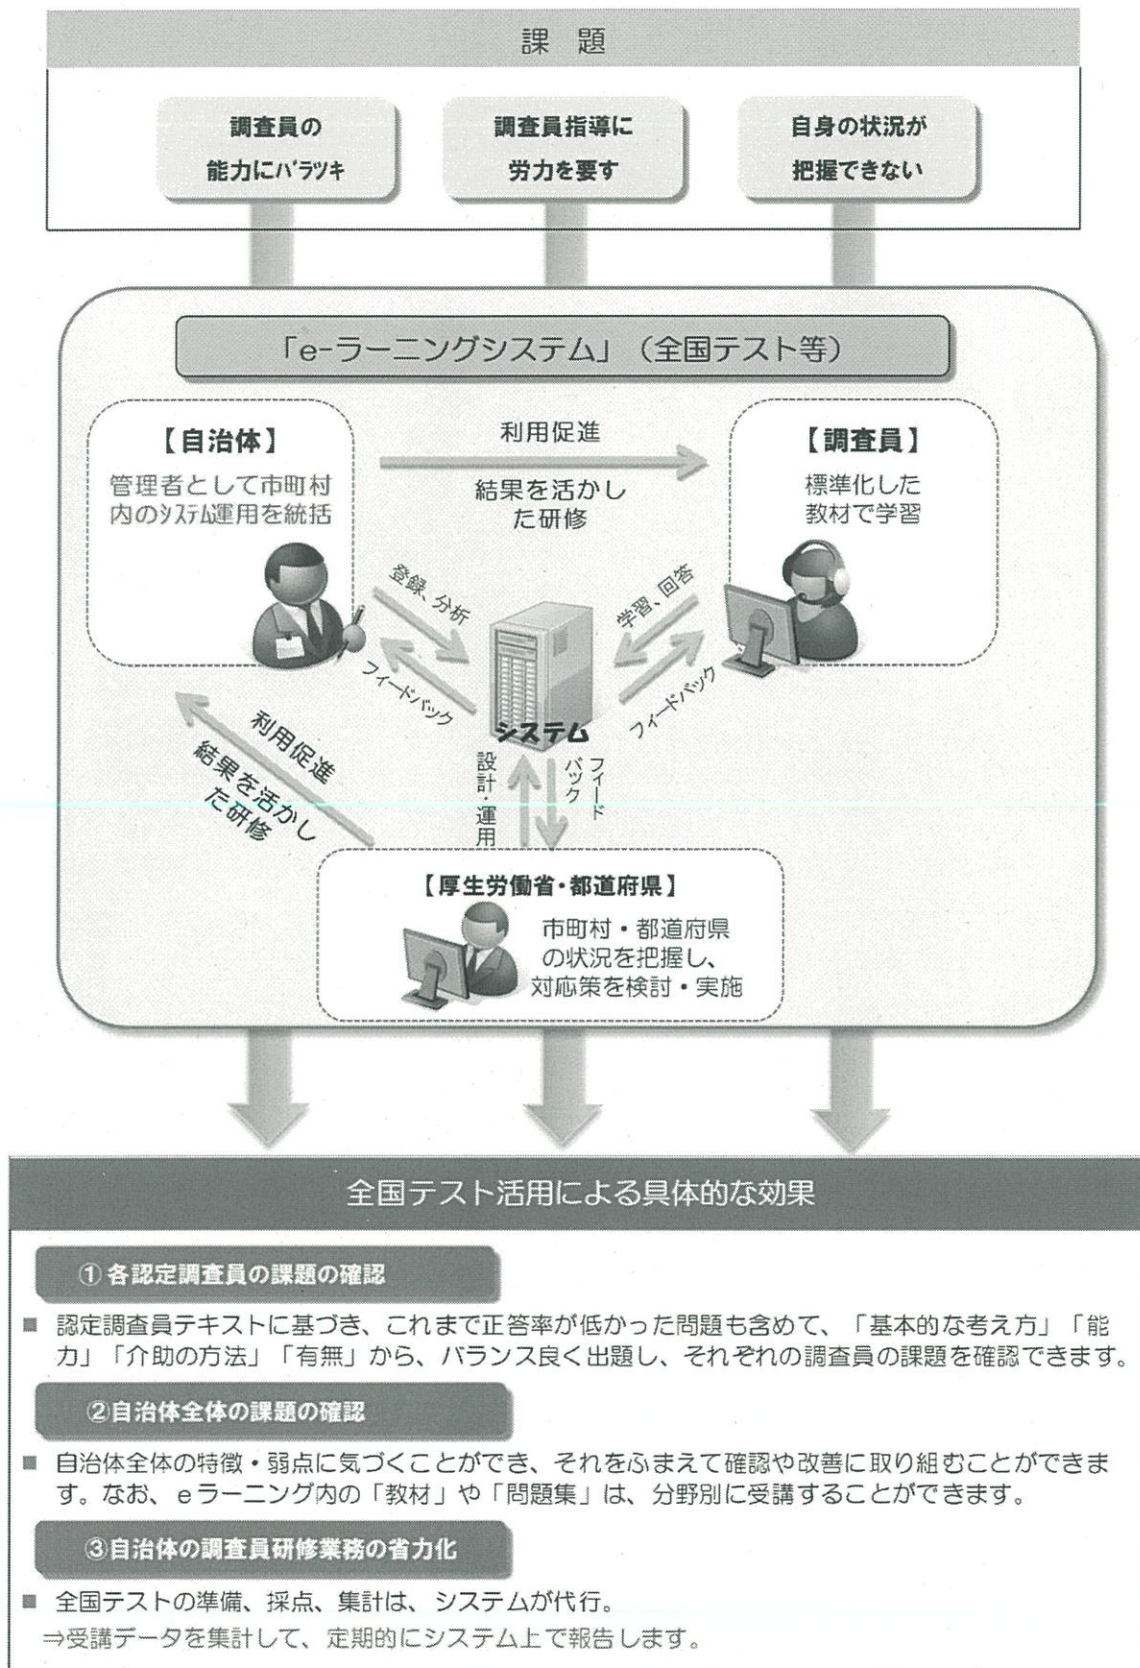 課 題
調査員の
能力にバラツキ
調査員指導に
労力を要す
自身の状況が
把握できない
「e-ラーニングシステム」（全国テスト等）
【自治体】
管理者として市町村
内のシステム運用を統括
利用促進
結果を活かし
た研修
【調査員】
標準化した
教材で学習
登録、分析
フィードバック
学習、回答
フィードバック
システム
利用促進
結果を活かし
た研修
設計・運用
フィード
バック
【厚生労働省・都道府県】
市町村・都道府県
の状況を把握し、
対応策を検討・実施
全国テスト活用による具体的な効果
① 各認定調査員の課題の確認
■ 認定調査員テキストに基づき、これまで正答率が低かった問題も含めて、「基本的な考え方」「能
力」「介助の方法」「有無」から、バランス良く出題し、それぞれの調査員の課題を確認できます。
②自治体全体の課題の確認
■ 自治体全体の特徴・弱点に気づくことができ、それをふまえて確認や改善に取り組むことができま
す。なお、eラーニング内の「教材」や「問題集」は、分野別に受講することができます。
③自治体の調査員研修業務の省力化
■ 全国テストの準備、採点、集計は、システムが代行。
⇒受講データを集計して、定期的にシステム上で報告します。